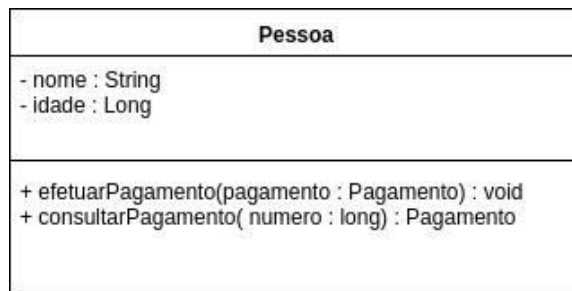 Pessoa
- nome : String
- idade : Long
+ efetuarPagamento(pagamento : Pagamento) : void
+ consultarPagamento( numero : long) : Pagamento